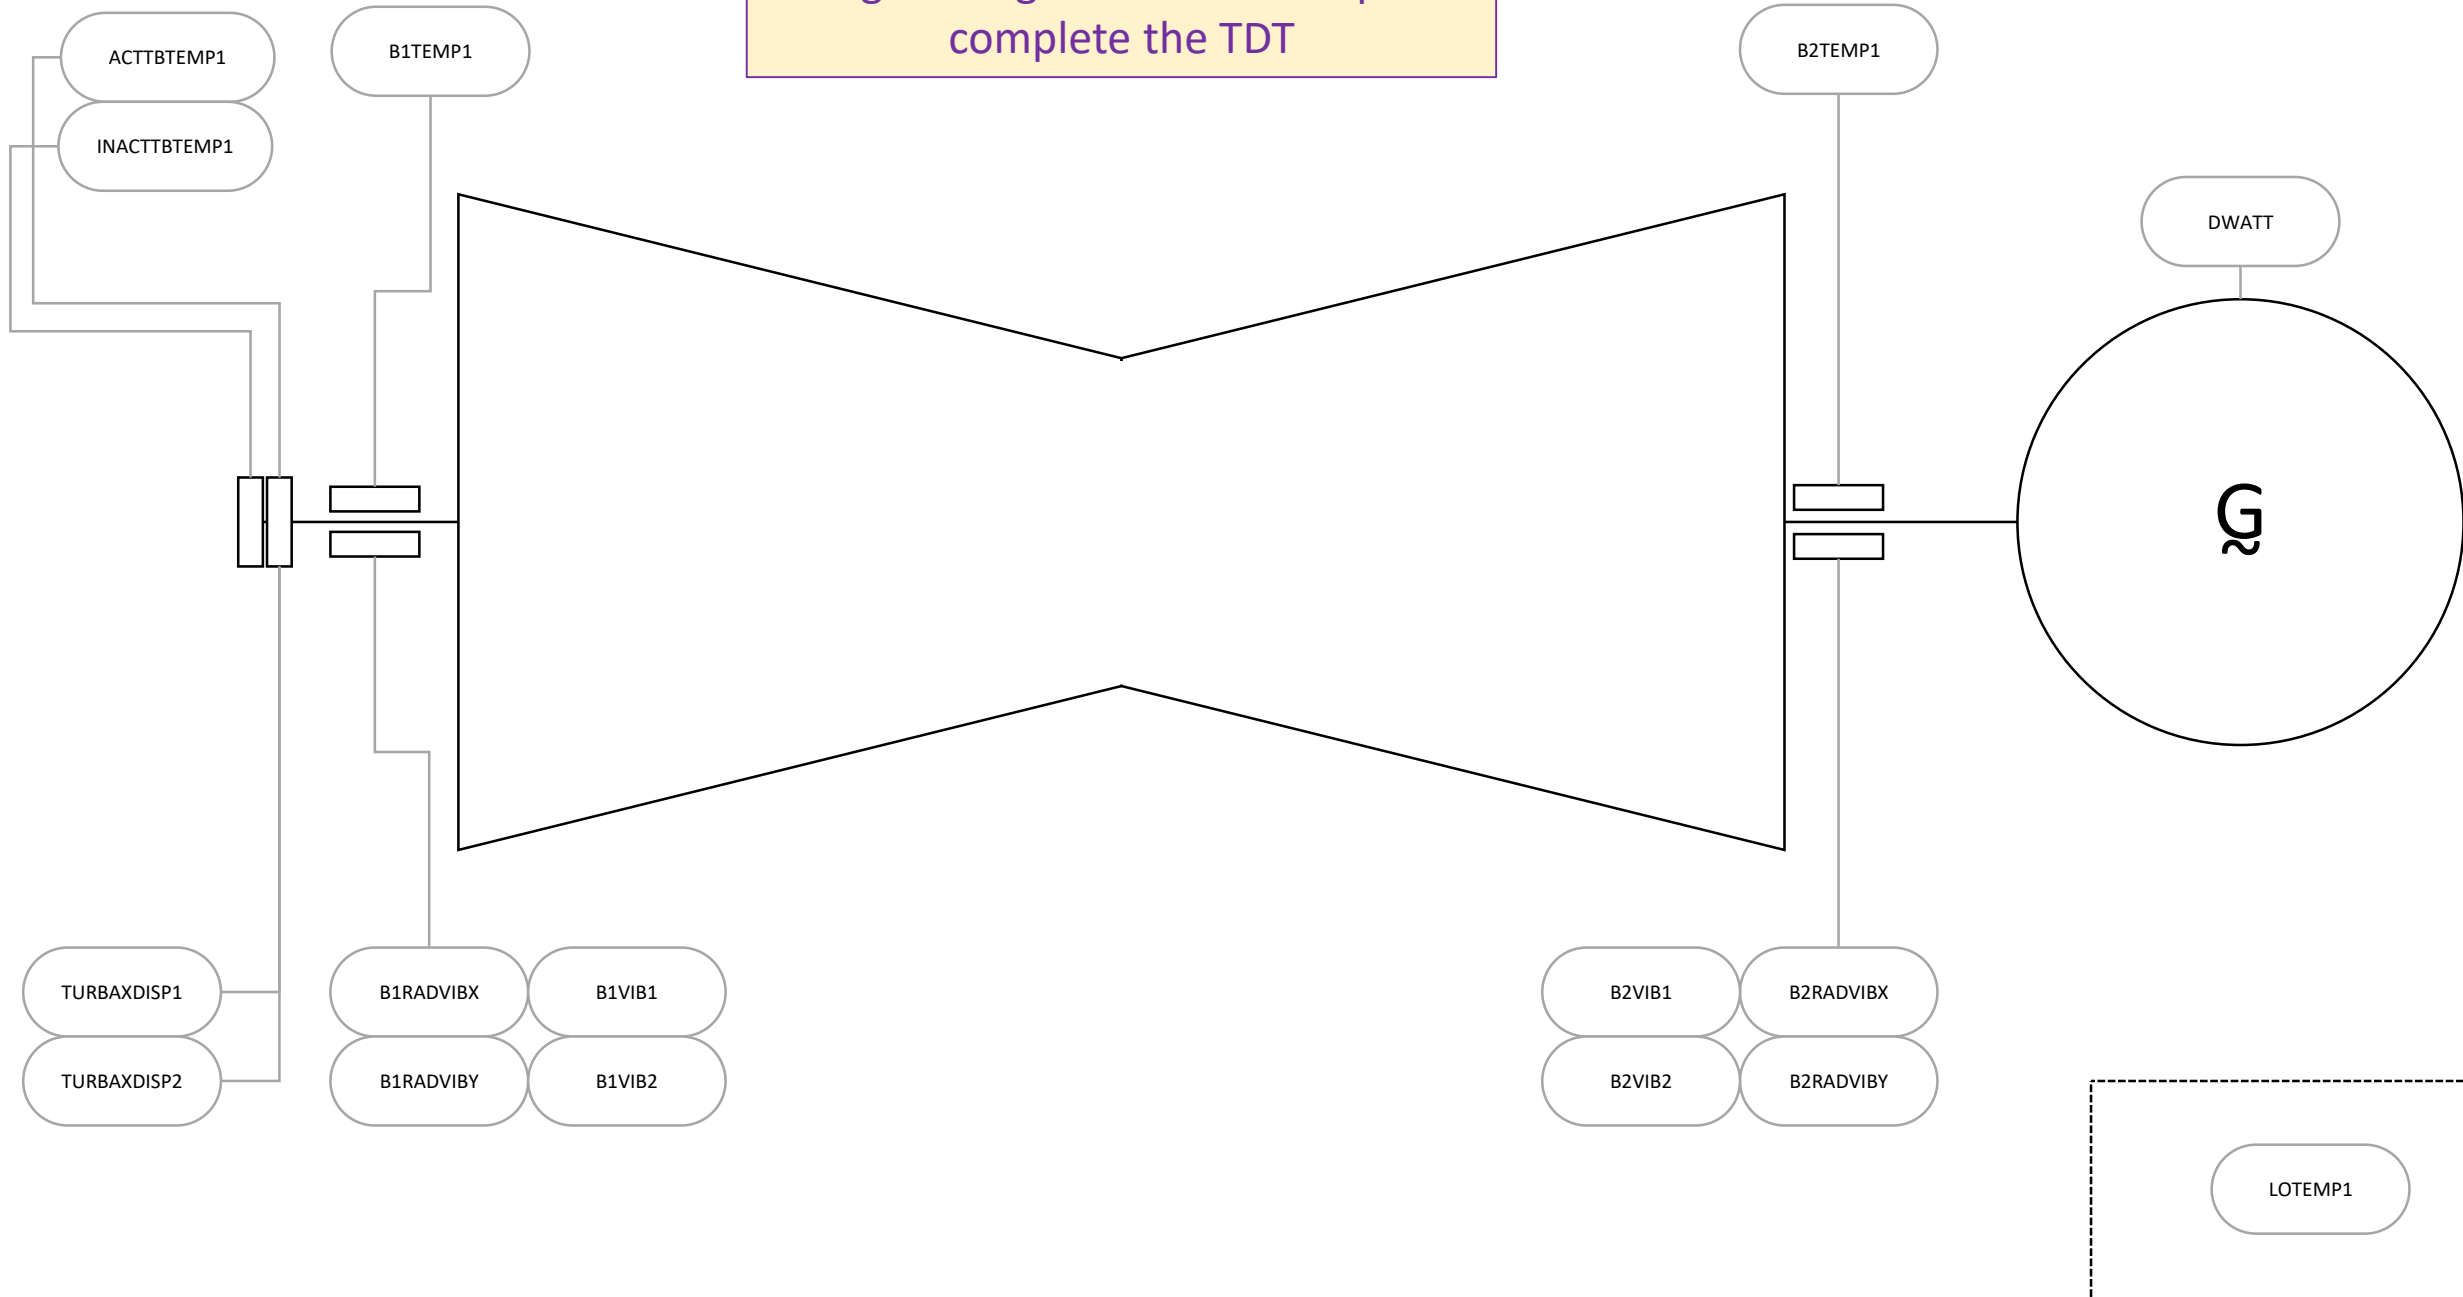 complete the TDT
ACTTBTEMP1
B1TEMP1
B2TEMP1
INACTTBTEMP1
DWATT
G
~
TURBAXDISP1
B1RADVIBX
B1VIB1
B2VIB1
B2RADVIBX
TURBAXDISP2
B1RADVIBY
B1VIB2
B2VIB2
B2RADVIBY
LOTEMP1